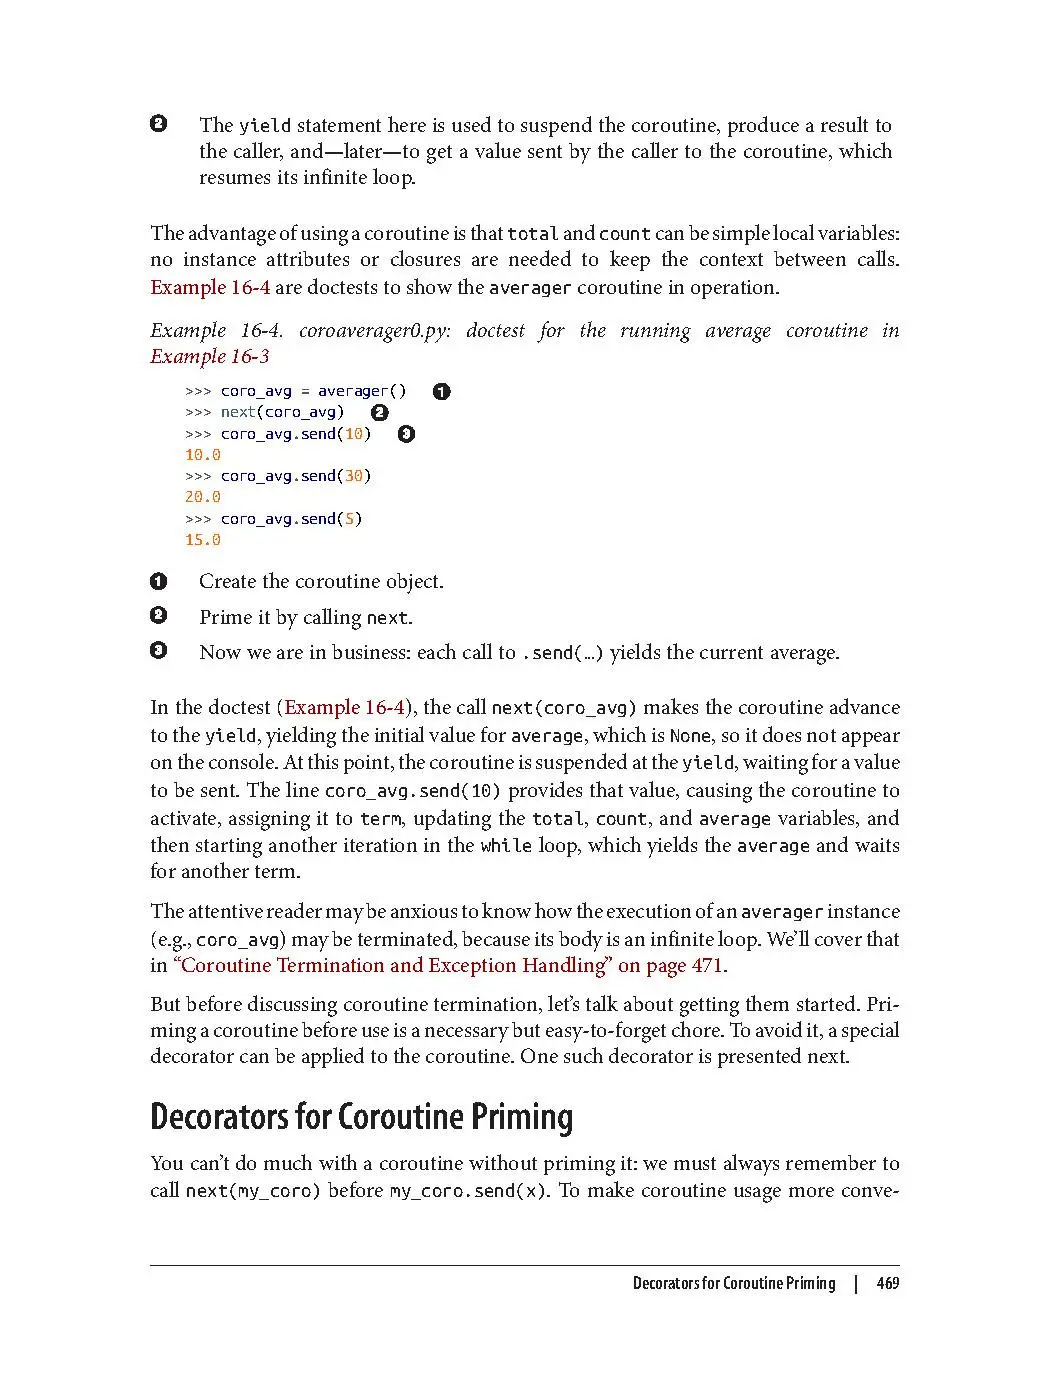 ❷ The yield statement here is used to suspend the coroutine, produce a result to
the caller, and—later—to get a value sent by the caller to the coroutine, which
resumes its infinite loop.
The advantage of using a coroutine is that total and count can be simple local variables:
no instance attributes or closures are needed to keep the context between calls.
Example 16-4 are doctests to show the averager coroutine in operation.
Example 16-4. coroaverager0.py: doctest for the running average coroutine in
Example 16-3
>>> coro_avg = averager() ❶
>>> next(coro_avg) ❷
>>> coro_avg.send(10) ❸
10.0
>>> coro_avg.send(30)
20.0
>>> coro_avg.send(5)
15.0
❶ Create the coroutine object.
❷ Prime it by calling next.
❸ Now we are in business: each call to .send(…) yields the current average.
In the doctest (Example 16-4), the call next(coro_avg) makes the coroutine advance
to the yield, yielding the initial value for average, which is None, so it does not appear
on the console. At this point, the coroutine is suspended at the yield, waiting for a value
to be sent. The line coro_avg.send(10) provides that value, causing the coroutine to
activate, assigning it to term, updating the total, count, and average variables, and
then starting another iteration in the while loop, which yields the average and waits
for another term.
The attentive reader may be anxious to know how the execution of an averager instance
(e.g., coro_avg) may be terminated, because its body is an infinite loop. We’ll cover that
in “Coroutine Termination and Exception Handling” on page 471.
But before discussing coroutine termination, let’s talk about getting them started. Pri-
ming a coroutine before use is a necessary but easy-to-forget chore. To avoid it, a special
decorator can be applied to the coroutine. One such decorator is presented next.
Decorators for Coroutine Priming
You can’t do much with a coroutine without priming it: we must always remember to
call next(my_coro) before my_coro.send(x). To make coroutine usage more conve-
Decorators for Coroutine Priming | 469